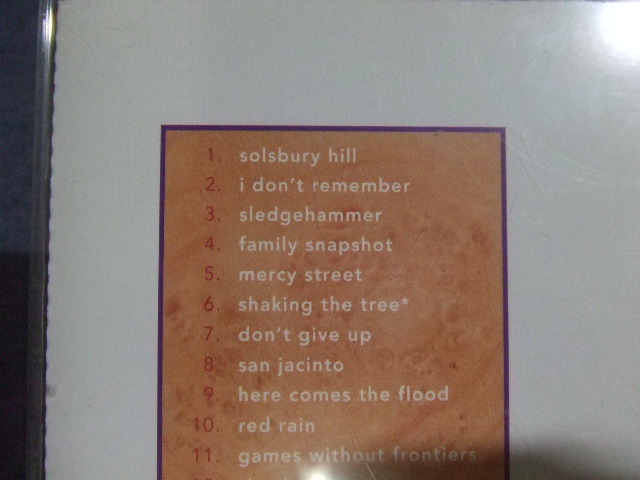 1. solsbury hill
2. i don't remember
3. sledgehammer
4. family snapshot
5. mercy street
6. shaking the tree*
7. don't give up
8. san jacinto
9. here comes the flood
10. red rain
11. games without frontiers